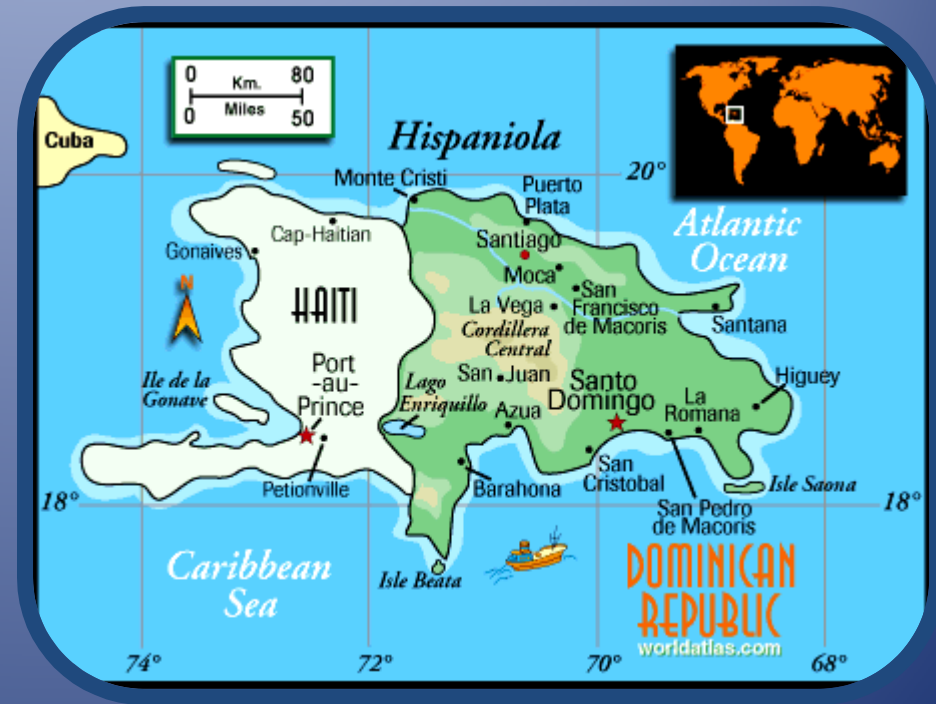 0 80
Km.
Miles
0 50
Cuba
Hispaniola
20°
Monte Cristi
Puerto
Plata
Atlantic
Ocean
Cap-Haitian
Santiago
Gonaives
Moca
N
HAITI
San
Francisco
de Macoris
La Vega
Cordillera
Central
Santana
Port
-au-
Prince
Ile de la
Gonave
Lago
Enriquillo
San Juan
Santo
Domingo
Higuey
La
Romana
Azua
Petionville
Barahona
San
Cristobal
Isle Saona
18°
18°
San Pedro
de Macoris
Caribbean
Sea
Isle Beata
DOMINICAN
REPUBLIC
worldatlas.com
74° 72° 70° 68°